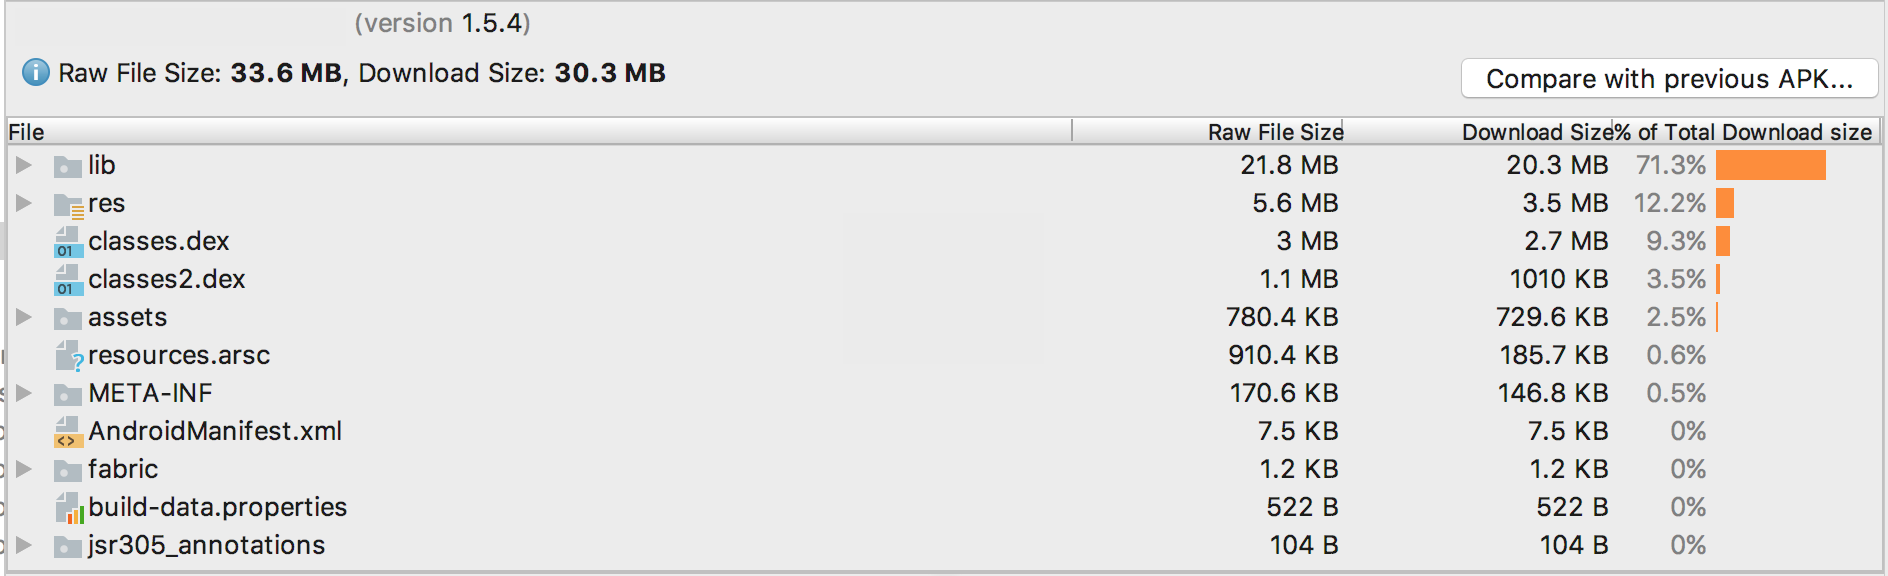 (version 1.5.4)
Raw File Size: 33.6 MB, Download Size: 30.3 MB
Compare with previous APK...
File Raw File Size Download Size % of Total Download size
lib 21.8 MB 20.3 MB 71.3%
res 5.6 MB 3.5 MB 12.2%
classes.dex 3 MB 2.7 MB 9.3%
classes2.dex 1.1 MB 1010 KB 3.5%
assets 780.4 KB 729.6 KB 2.5%
resources.arsc 910.4 KB 185.7 KB 0.6%
META-INF 170.6 KB 146.8 KB 0.5%
AndroidManifest.xml 7.5 KB 7.5 KB 0%
fabric 1.2 KB 1.2 KB 0%
build-data.properties 522 B 522 B 0%
jsr305_annotations 104 B 104 B 0%